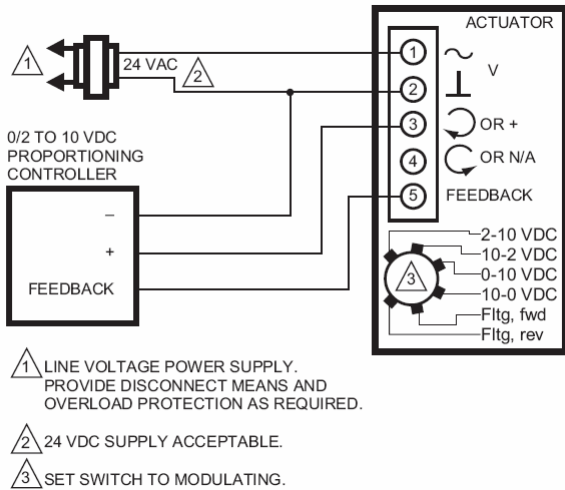 ACTUATOR
1
24 VAC
2
1
V
2
0/2 TO 10 VDC
PROPORTIONING
CONTROLLER
3
OR +
4
OR N/A
5
FEEDBACK
–
+
FEEDBACK
2-10 VDC
10-2 VDC
0-10 VDC
10-0 VDC
Fltg, fwd
Fltg, rev
3
1 LINE VOLTAGE POWER SUPPLY.
PROVIDE DISCONNECT MEANS AND
OVERLOAD PROTECTION AS REQUIRED.
2 24 VDC SUPPLY ACCEPTABLE.
3 SET SWITCH TO MODULATING.